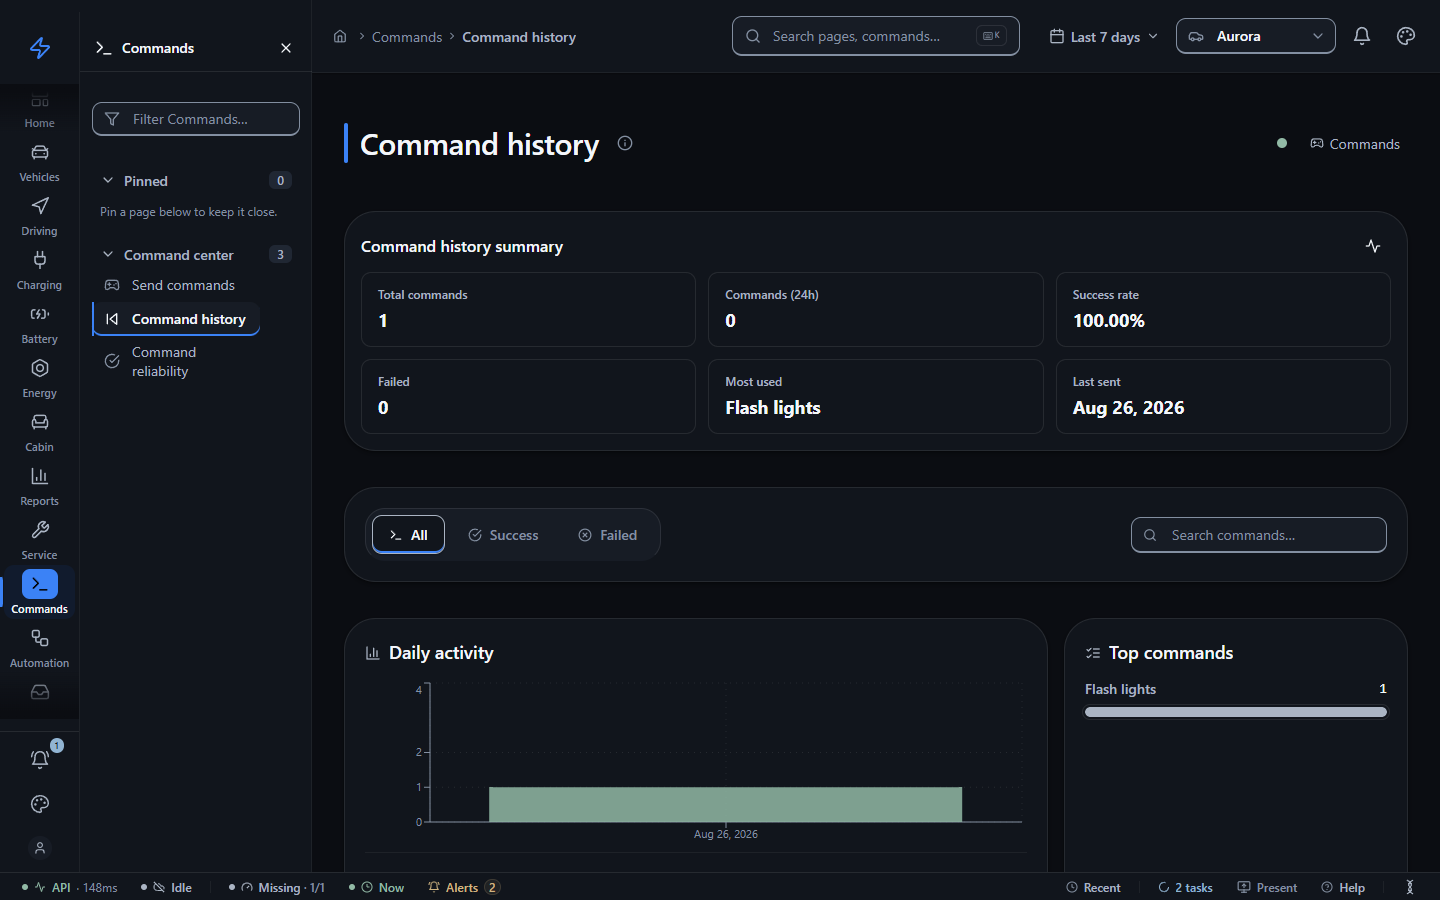 Commands
Commands
Command history
Search pages, commands...
K
Last 7 days
Aurora
Home
Vehicles
Driving
Charging
Battery
Energy
Cabin
Reports
Service
Commands
Automation
1
Filter Commands...
Pinned
0
Pin a page below to keep it close.
Command center
3
Send commands
Command history
Command
reliability
Command history
Commands
Command history summary
Total commands
1
Commands (24h)
0
Success rate
100.00%
Failed
0
Most used
Flash lights
Last sent
Aug 26, 2026
All
Success
Failed
Search commands...
Daily activity
4
2
1
0
Aug 26, 2026
Top commands
Flash lights
1
API · 148ms
Idle
Missing · 1/1
Now
Alerts
2
Recent
2 tasks
Present
Help